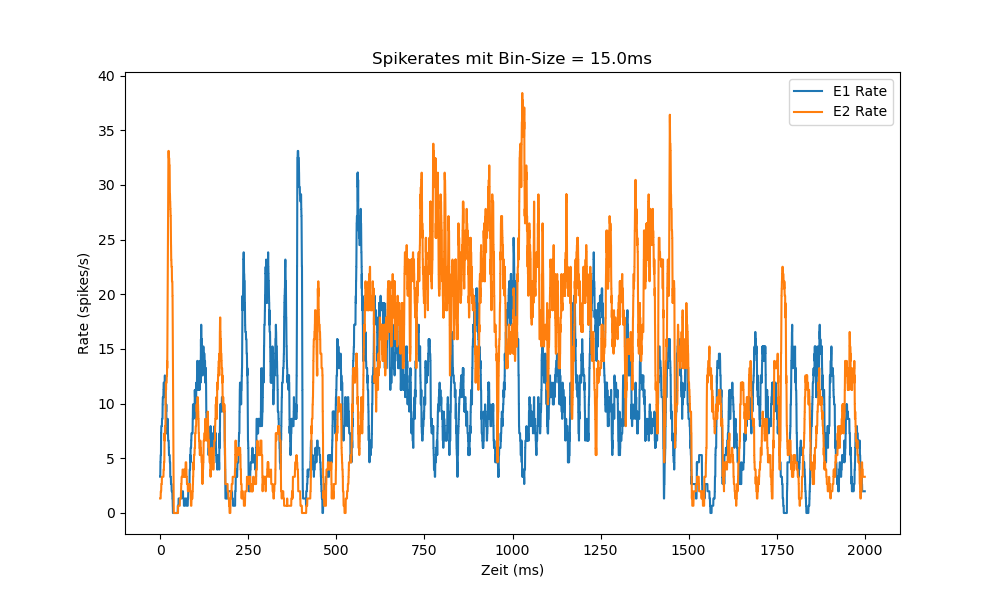 Spikerates mit Bin-Size = 15.0ms
E1 Rate
E2 Rate
Rate (spikes/s)
40
35
30
25
20
15
10
5
0
0 250 500 750 1000 1250 1500 1750 2000
Zeit (ms)